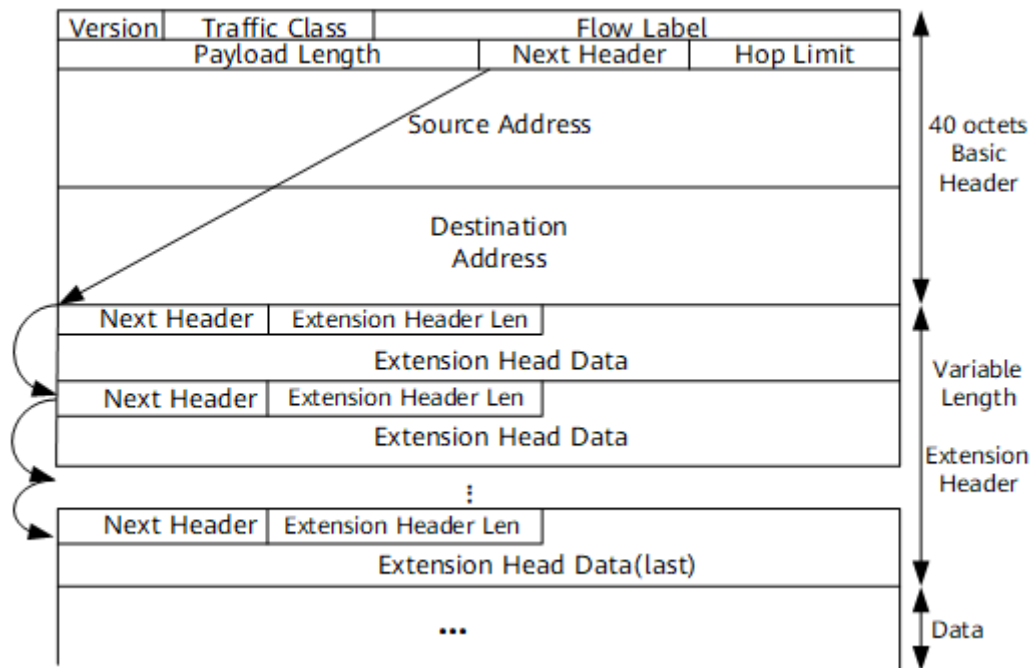 Version Traffic Class Flow Label
Payload Length Next Header Hop Limit
Source Address
Destination
Address
40 octets
Basic
Header
Next Header Extension Header Len
Extension Head Data
Next Header Extension Header Len
Extension Head Data
⋮
Next Header Extension Header Len
Extension Head Data(last)
Variable
Length
Extension
Header
...
Data